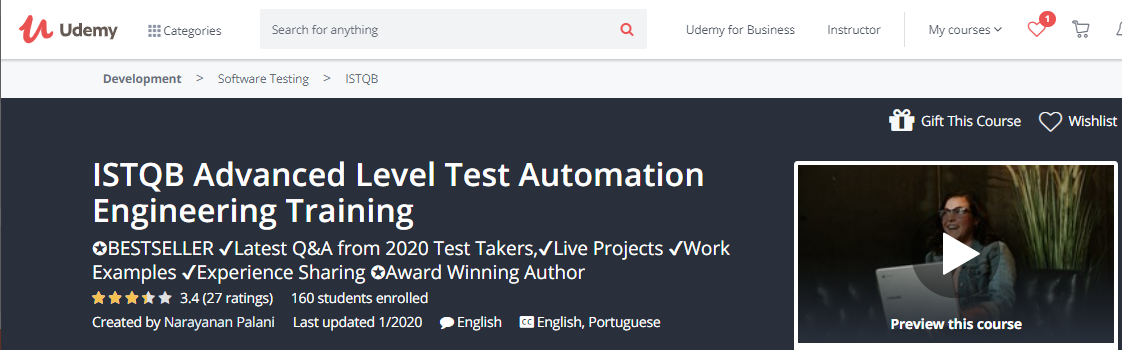 Udemy Categories Search for anything Udemy for Business Instructor My courses 1
Development > Software Testing > ISTQB
Gift This Course Wishlist
ISTQB Advanced Level Test Automation
Engineering Training
✪BESTSELLER ✔Latest Q&A from 2020 Test Takers,✔Live Projects ✔Work
Examples ✔Experience Sharing ✪Award Winning Author
3.4 (27 ratings) 160 students enrolled
Created by Narayanan Palani Last updated 1/2020 English CC English, Portuguese
Preview this course